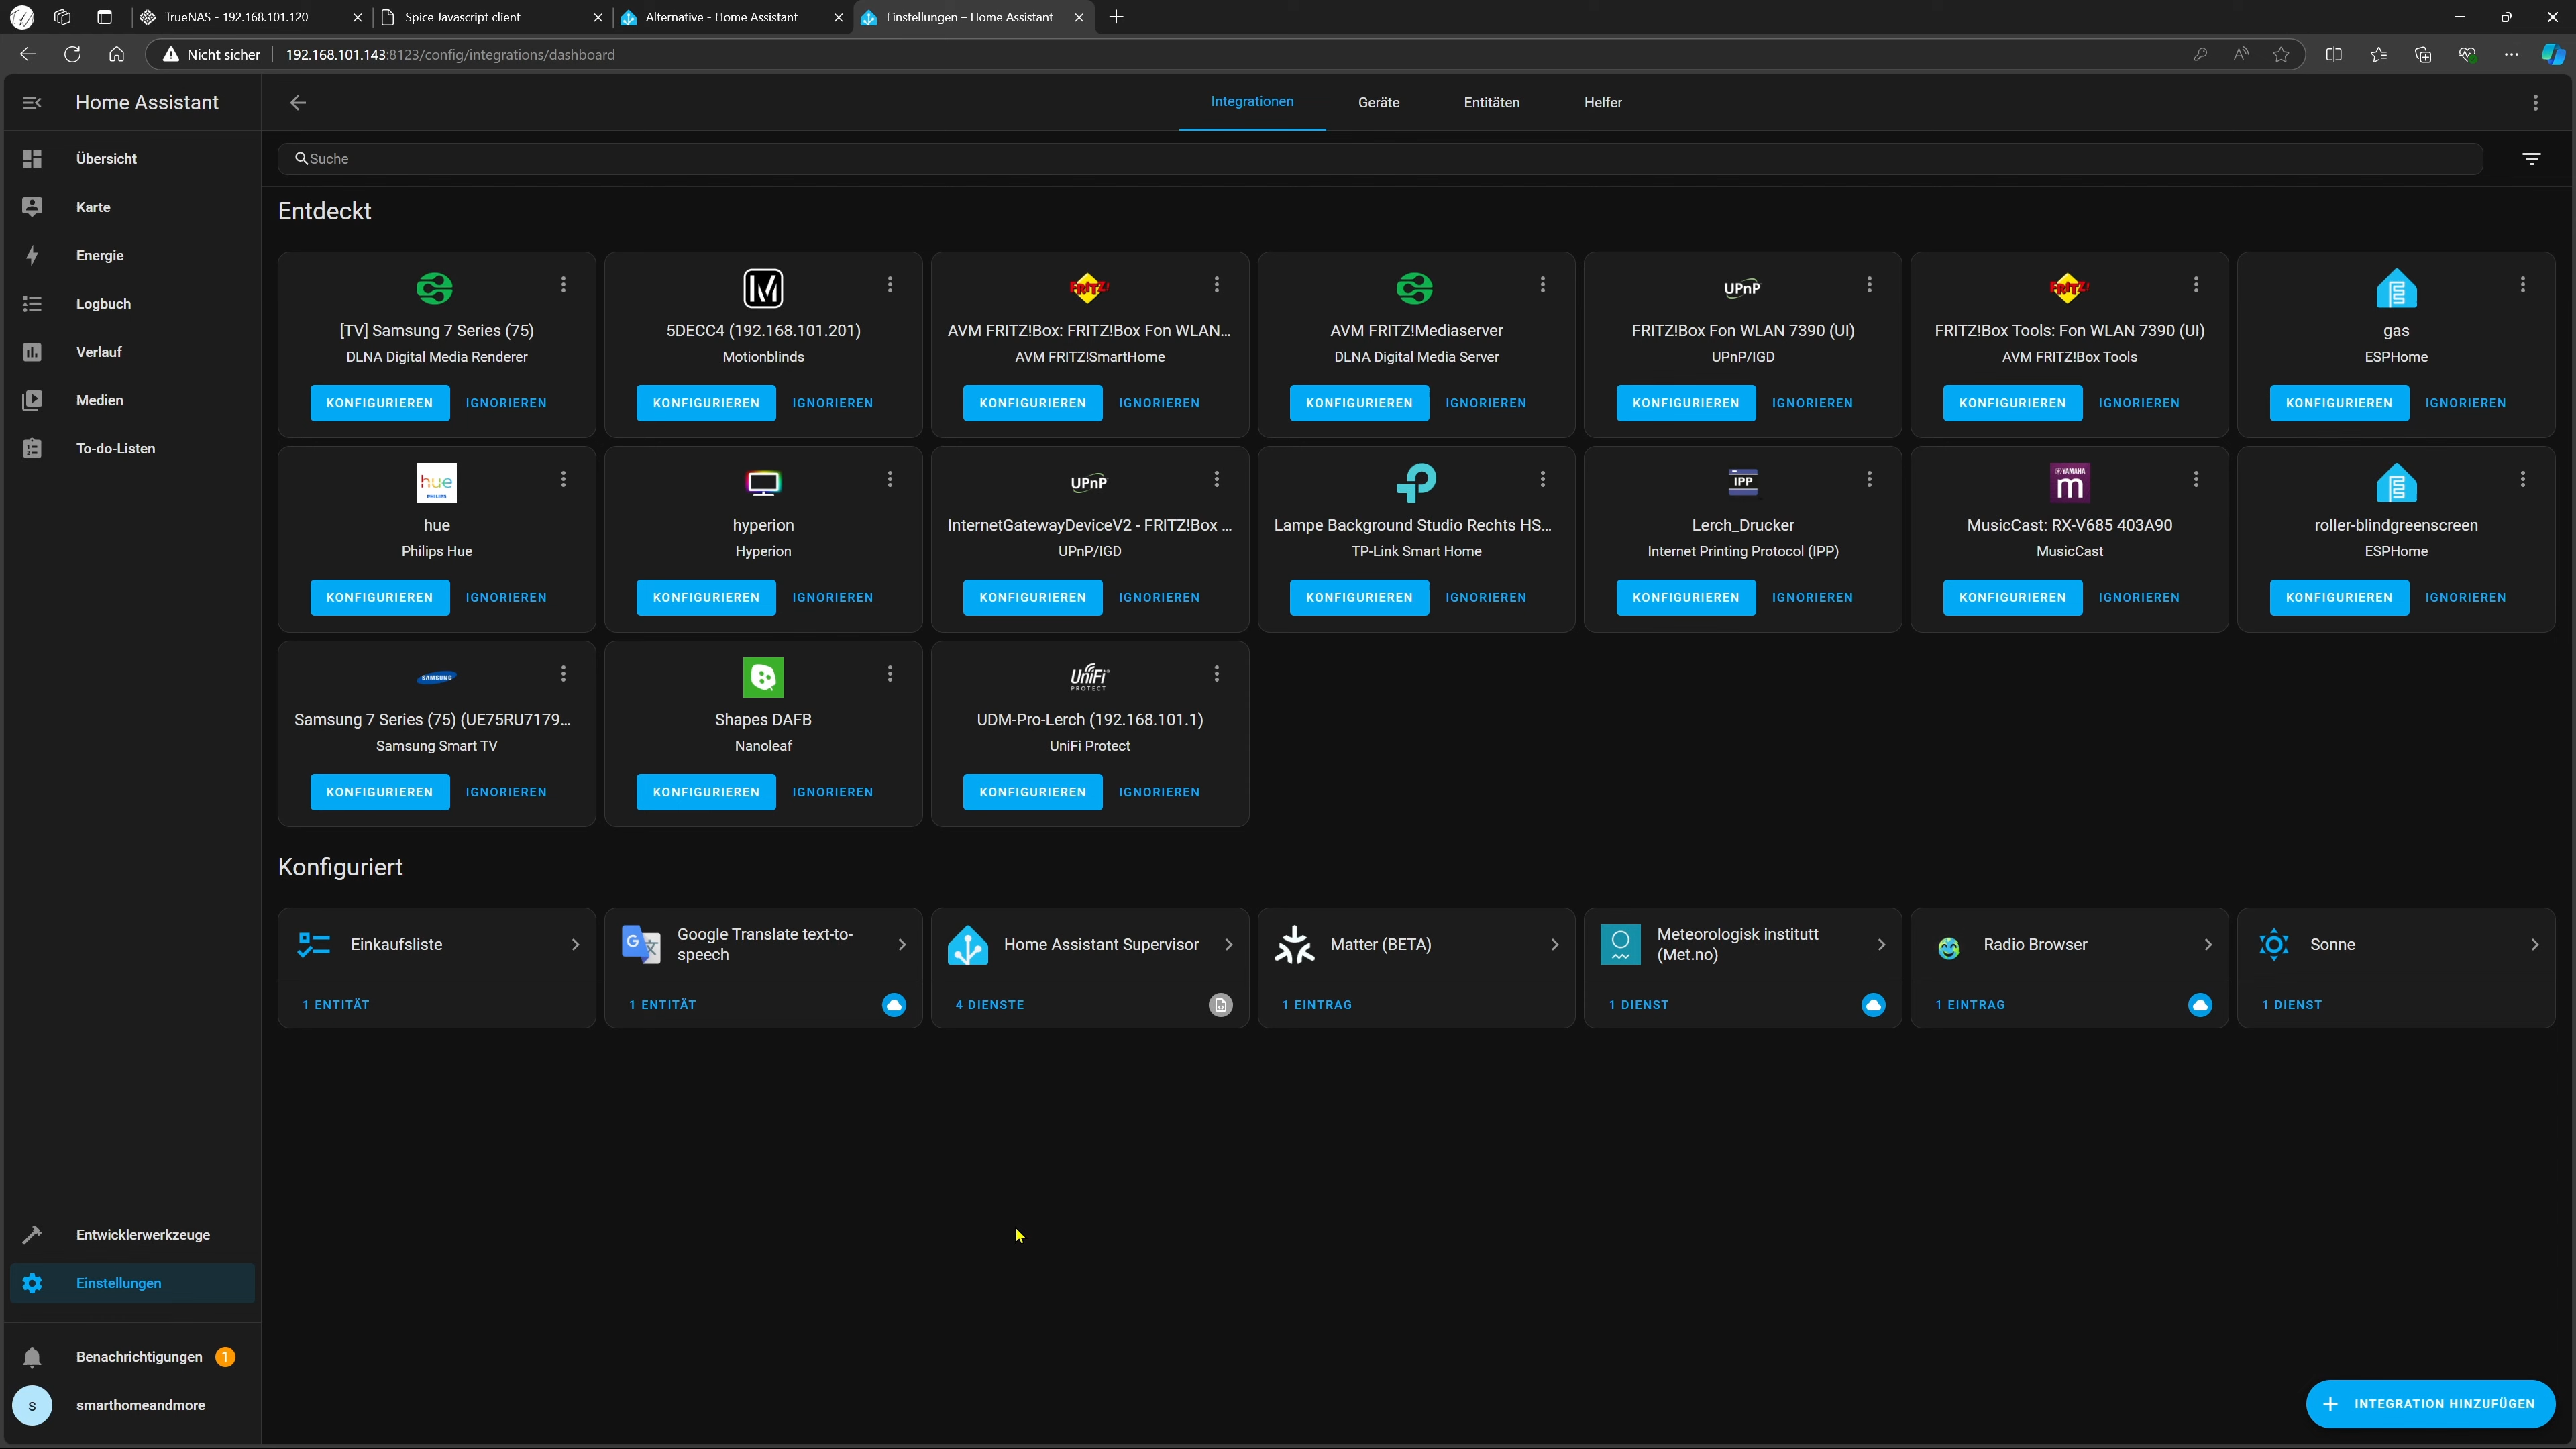 TrueNAS - 192.168.101.120
Spice Javascript client
Alternative - Home Assistant
Einstellungen – Home Assistant
Nicht sicher
192.168.101.143:8123/config/integrations/dashboard
Home Assistant
Integrationen
Geräte
Entitäten
Helfer
Übersicht
Karte
Energie
Logbuch
Verlauf
Medien
To-do-Listen
Entwicklerwerkzeuge
Einstellungen
Benachrichtigungen 1
s smarthomeandmore
Suche
Entdeckt
[TV] Samsung 7 Series (75)
DLNA Digital Media Renderer
KONFIGURIEREN IGNORIEREN
5DECC4 (192.168.101.201)
Motionblinds
KONFIGURIEREN IGNORIEREN
FRITZ!
AVM FRITZ!Box: FRITZ!Box Fon WLAN...
AVM FRITZ!SmartHome
KONFIGURIEREN IGNORIEREN
AVM FRITZ!Mediaserver
DLNA Digital Media Server
KONFIGURIEREN IGNORIEREN
UPnP
FRITZ!Box Fon WLAN 7390 (UI)
UPnP/IGD
KONFIGURIEREN IGNORIEREN
FRITZ!
FRITZ!Box Tools: Fon WLAN 7390 (UI)
AVM FRITZ!Box Tools
KONFIGURIEREN IGNORIEREN
gas
ESPHome
KONFIGURIEREN IGNORIEREN
hue
PHILIPS
hue
Philips Hue
KONFIGURIEREN IGNORIEREN
hyperion
Hyperion
KONFIGURIEREN IGNORIEREN
UPnP
InternetGatewayDeviceV2 - FRITZ!Box ...
UPnP/IGD
KONFIGURIEREN IGNORIEREN
Lampe Background Studio Rechts HS...
TP-Link Smart Home
KONFIGURIEREN IGNORIEREN
IPP
Lerch_Drucker
Internet Printing Protocol (IPP)
KONFIGURIEREN IGNORIEREN
YAMAHA
m
MusicCast: RX-V685 403A90
MusicCast
KONFIGURIEREN IGNORIEREN
roller-blindgreenscreen
ESPHome
KONFIGURIEREN IGNORIEREN
SAMSUNG
Samsung 7 Series (75) (UE75RU7179...
Samsung Smart TV
KONFIGURIEREN IGNORIEREN
Shapes DAFB
Nanoleaf
KONFIGURIEREN IGNORIEREN
UniFi
PROTECT
UDM-Pro-Lerch (192.168.101.1)
UniFi Protect
KONFIGURIEREN IGNORIEREN
Konfiguriert
Einkaufsliste
1 ENTITÄT
Google Translate text-to-
speech
1 ENTITÄT
Home Assistant Supervisor
4 DIENSTE
Matter (BETA)
1 EINTRAG
Meteorologisk institutt
(Met.no)
1 DIENST
Radio Browser
1 EINTRAG
Sonne
1 DIENST
+ INTEGRATION HINZUFÜGEN